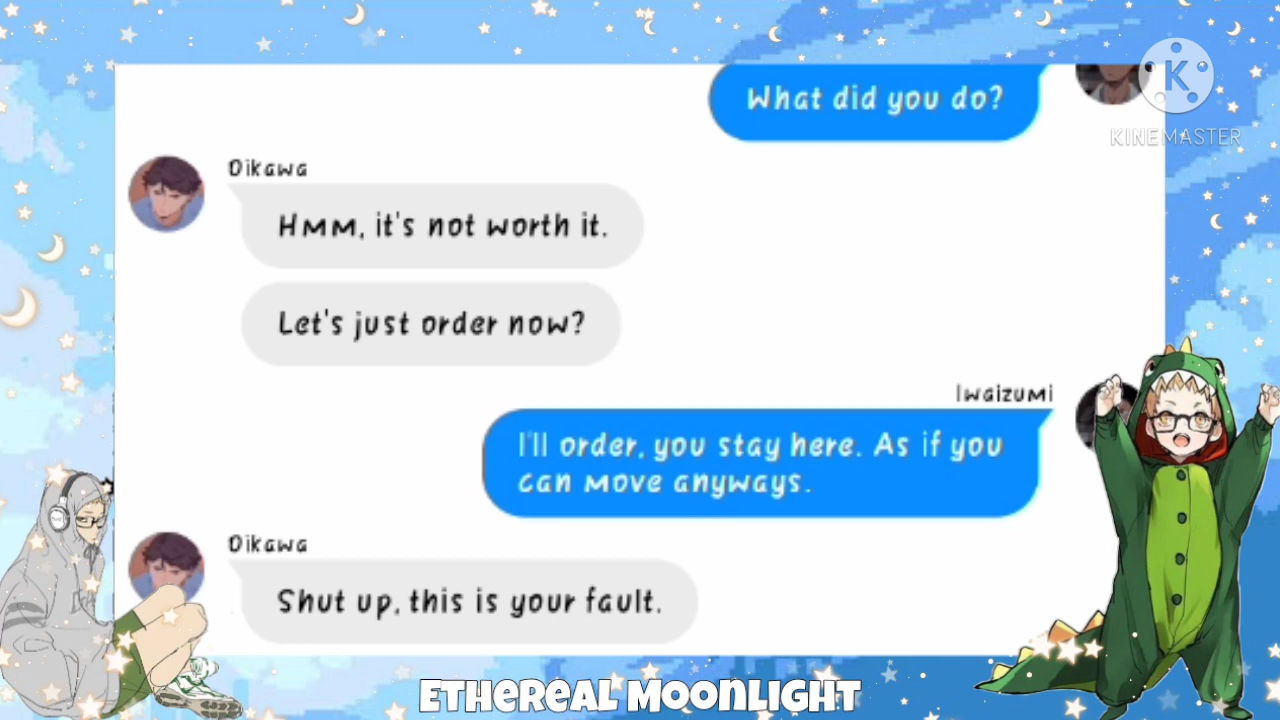 What did you do?
KINEMASTER
Oikawa
Hmm, it's not worth it.
Let's just order now?
Iwaizumi
I'll order, you stay here. As if you
can move anyways.
Oikawa
Shut up, this is your fault.
Ethereal Moonlight